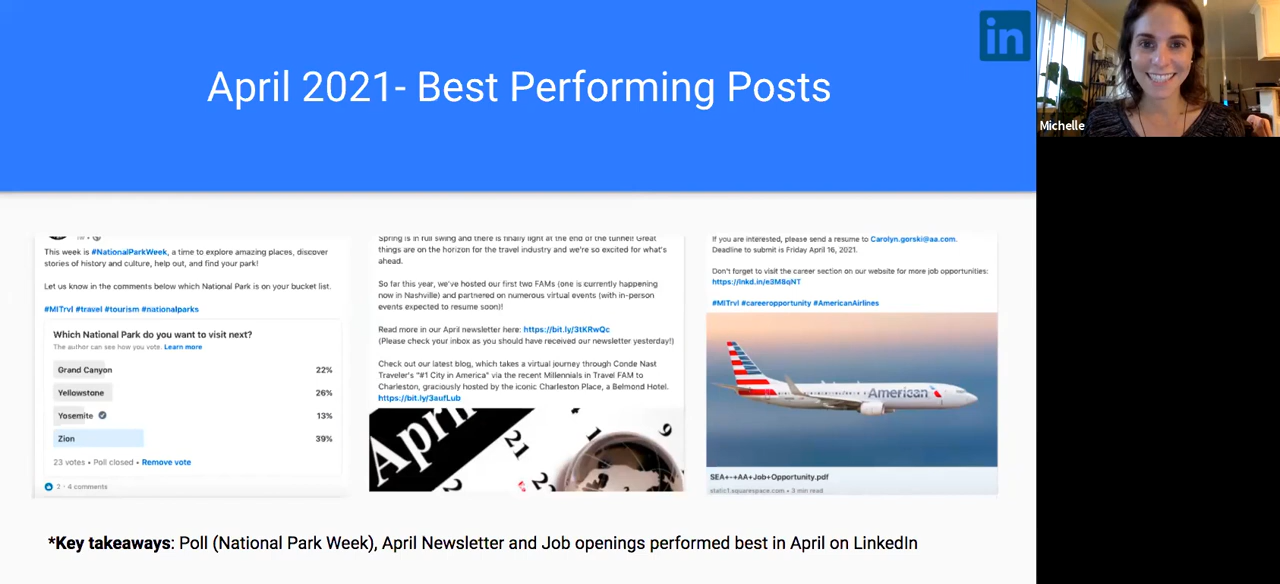 in
April 2021- Best Performing Posts
Michelle
This week is #NationalParkWeek, a time to explore amazing places, discover
stories of history and culture, help out, and find your park!
Let us know in the comments below which National Park is on your bucket list.
#MITrvl #travel #tourism #nationalparks
Which National Park do you want to visit next?
The author can see how you vote. Learn more
Grand Canyon 22%
Yellowstone 26%
Yosemite 13%
Zion 39%
23 votes • Poll closed • Remove vote
2 · 4 comments
Spring is in full swing and there is finally light at the end of the tunnel! Great
things are on the horizon for the travel industry and we're so excited for what's
ahead.
So far this year, we've hosted our first two FAMs (one is currently happening
now in Nashville) and partnered on numerous virtual events (with in-person
events expected to resume soon)!
Read more in our April newsletter here: https://bit.ly/3tKRwQc
(Please check your inbox as you should have received our newsletter yesterday!)
Check out our latest blog, which takes a virtual journey through Conde Nast
Traveler's "#1 City in America" via the recent Millennials in Travel FAM to
Charleston, graciously hosted by the iconic Charleston Place, a Belmond Hotel.
https://bit.ly/3aufLub
April
21
1
9
2
2
If you are interested, please send a resume to Carolyn.gorski@aa.com.
Deadline to submit is Friday April 16, 2021.
Don't forget to visit the career section on our website for more job opportunities:
https://lnkd.in/e3M8qNT
#MITrvl #careeropportunity #AmericanAirlines
American
SEA+-+AA+Job+Opportunity.pdf
static1.squarespace.com • 3 min read
*Key takeaways: Poll (National Park Week), April Newsletter and Job openings performed best in April on LinkedIn